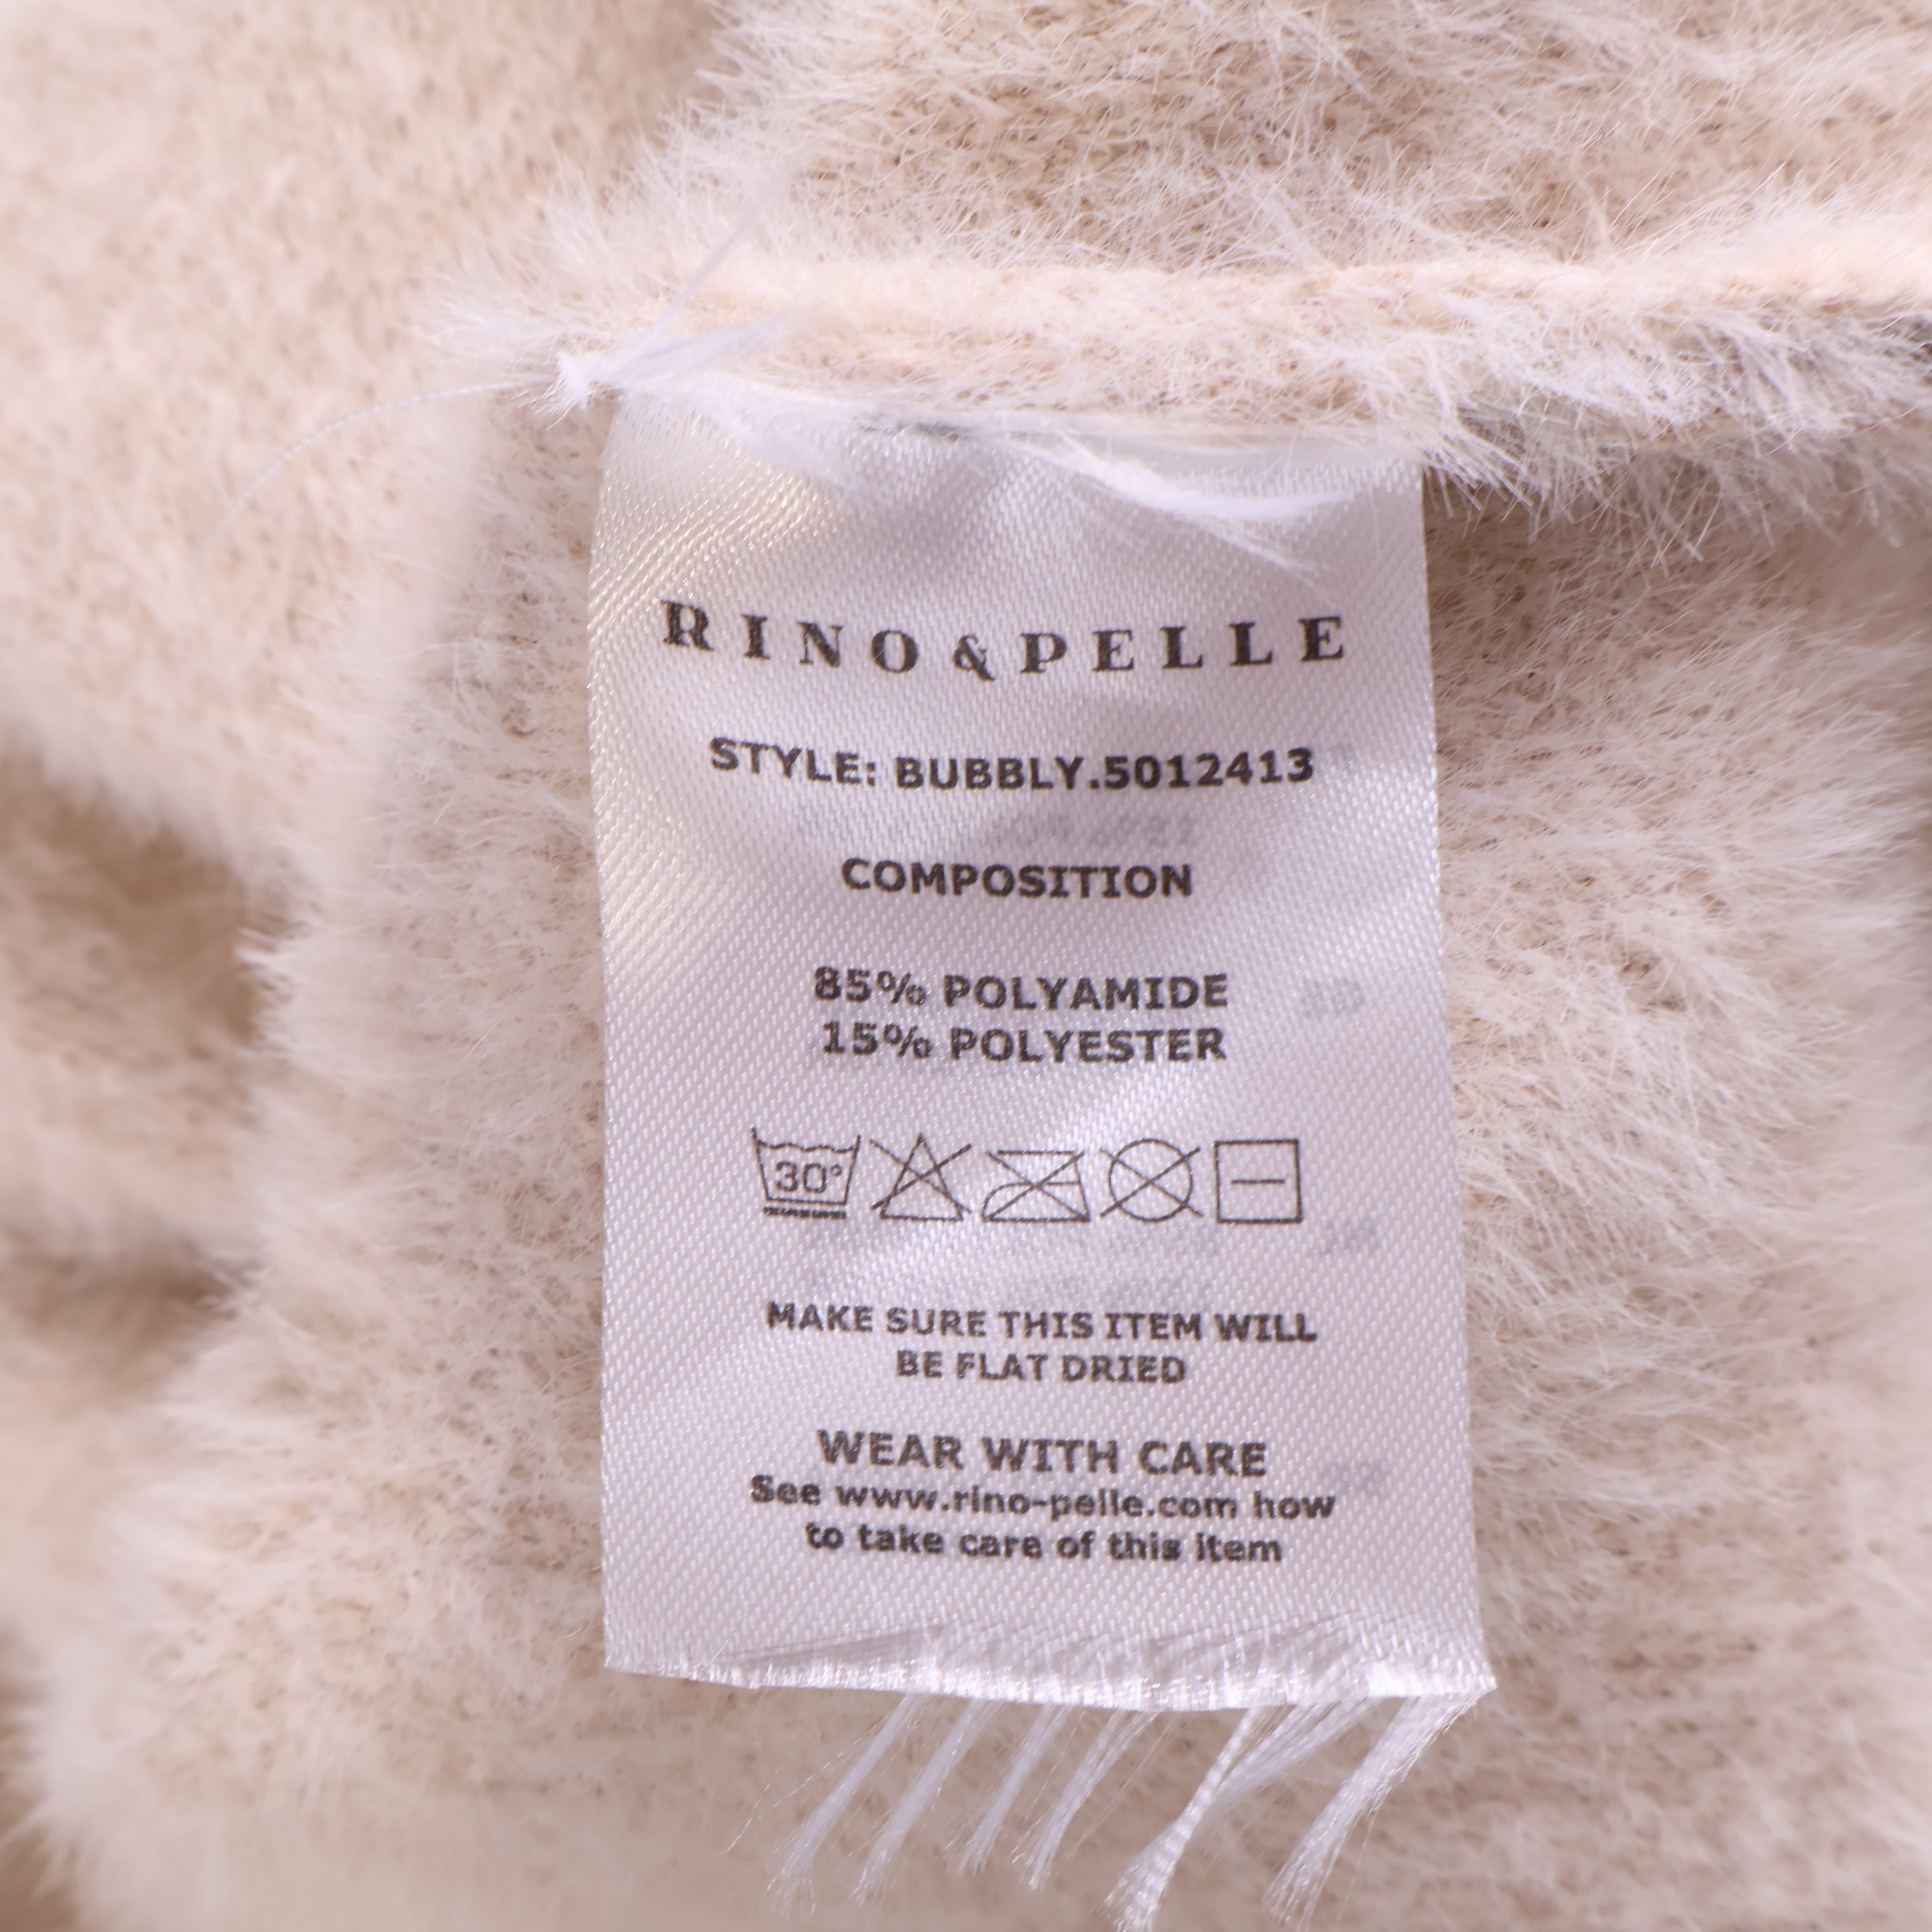 RINO&PELLE
STYLE: BUBBLY.5012413
COMPOSITION
85% POLYAMIDE
15% POLYESTER
30°
MAKE SURE THIS ITEM WILL
BE FLAT DRIED
WEAR WITH CARE
See www.rino-pelle.com how
to take care of this item